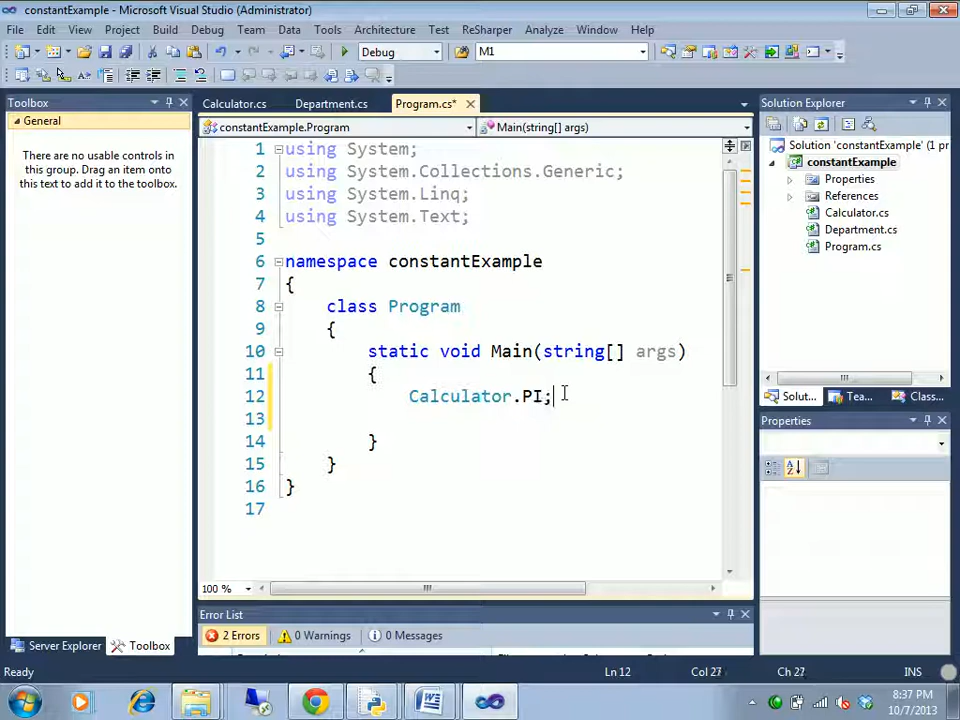 constantExample - Microsoft Visual Studio (Administrator)
File Edit View Project Build Debug Team Data Tools Architecture Test ReSharper Analyze Window Help
Debug M1
Toolbox
General
There are no usable controls in
this group. Drag an item onto
this text to add it to the toolbox.
Server Explorer Toolbox
Calculator.cs Department.cs Program.cs*
constantExample.Program Main(string[] args)
1 using System;
2 using System.Collections.Generic;
3 using System.Linq;
4 using System.Text;
5
6 namespace constantExample
7 {
8 class Program
9 {
10 static void Main(string[] args)
11 {
12 Calculator.PI;
13
14 }
15 }
16 }
17
100 %
Error List
2 Errors 0 Warnings 0 Messages
Solution Explorer
Solution 'constantExample' (1 pr
constantExample
Properties
References
Calculator.cs
Department.cs
Program.cs
Solut... Tea... Class...
Properties
Ready Ln 12 Col 27 Ch 27 INS
8:37 PM
10/7/2013